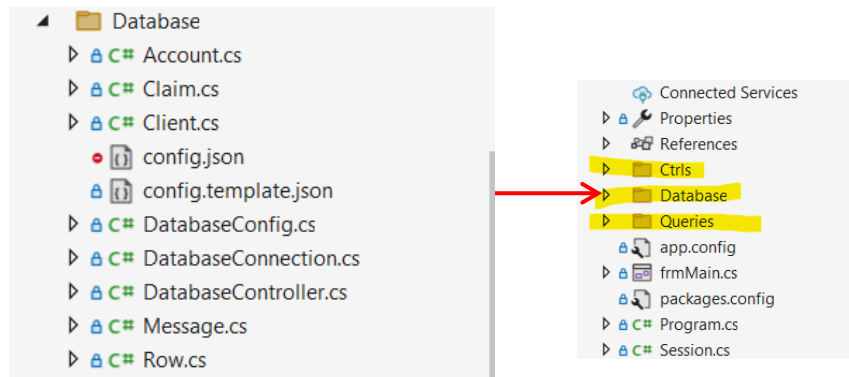 Database
C# Account.cs
C# Claim.cs
C# Client.cs
config.json
config.template.json
C# DatabaseConfig.cs
C# DatabaseConnection.cs
C# DatabaseController.cs
C# Message.cs
C# Row.cs
Connected Services
Properties
References
Ctrls
Database
Queries
app.config
frmMain.cs
packages.config
C# Program.cs
C# Session.cs